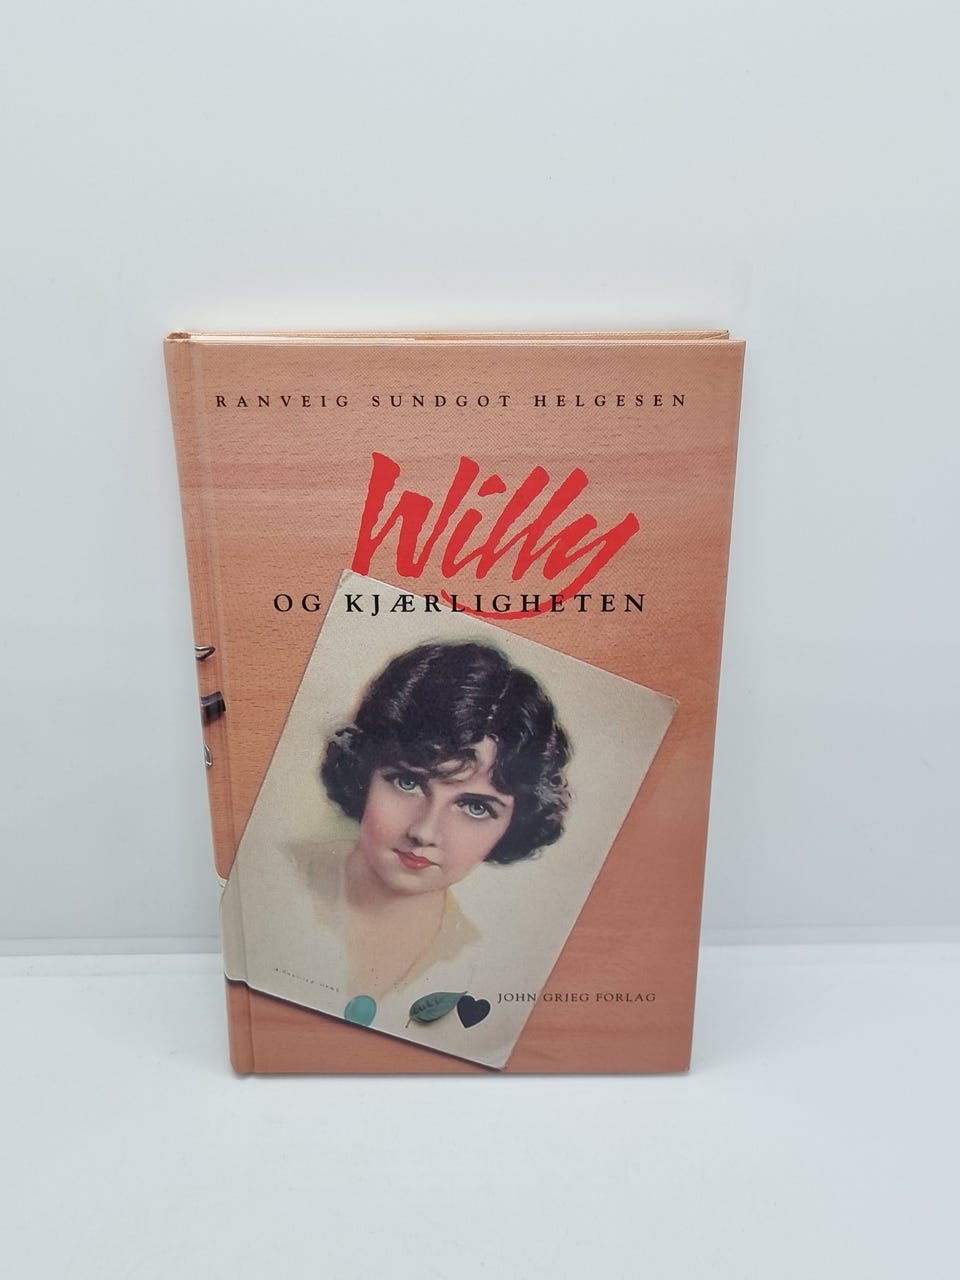 RANVEIG SUNDGOT HELGESEN
Willy
OG KJÆRLIGHETEN
JOHN GRIEG FORLAG